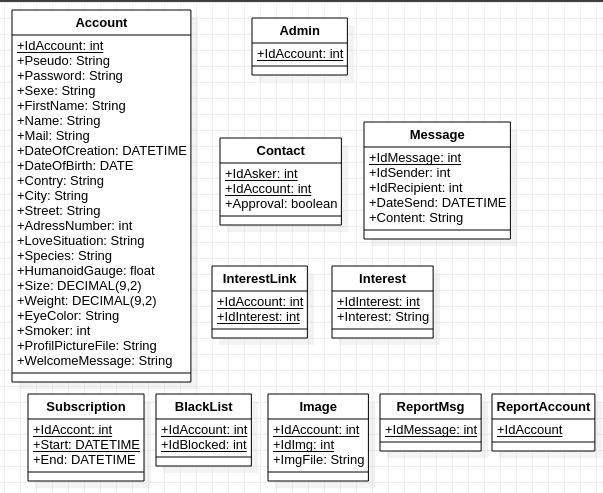 Account
+IdAccount: int
+Pseudo: String
+Password: String
+Sexe: String
+FirstName: String
+Name: String
+Mail: String
+DateOfCreation: DATETIME
+DateOfBirth: DATE
+Contry: String
+City: String
+Street: String
+AdressNumber: int
+LoveSituation: String
+Species: String
+HumanoidGauge: float
+Size: DECIMAL(9,2)
+Weight: DECIMAL(9,2)
+EyeColor: String
+Smoker: int
+ProfilPictureFile: String
+WelcomeMessage: String
Admin
+IdAccount: int
Contact
+IdAsker: int
+IdAccount: int
+Approval: boolean
Message
+IdMessage: int
+IdSender: int
+IdRecipient: int
+DateSend: DATETIME
+Content: String
InterestLink
+IdAccount: int
+IdInterest: int
Interest
+IdInterest: int
+Interest: String
Subscription
+IdAccont: int
+Start: DATETIME
+End: DATETIME
BlackList
+IdAccount: int
+IdBlocked: int
Image
+IdAccount: int
+IdImg: int
+ImgFile: String
ReportMsg
+IdMessage: int
ReportAccount
+IdAccount